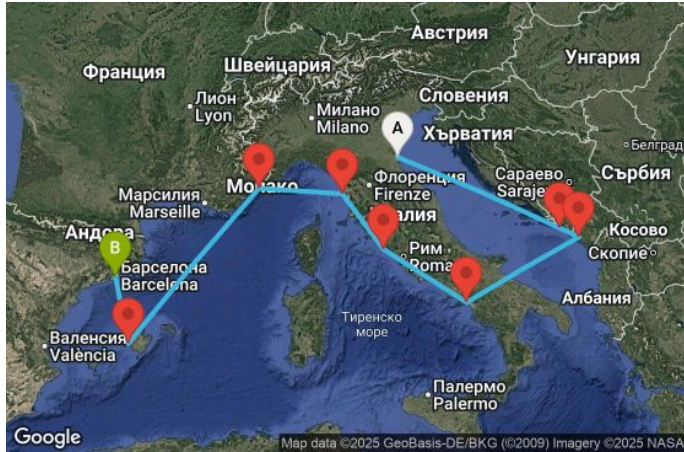 Австрия
Унгария
Франция
Швейцария
Лион
Lyon
Милано
Milano
Словения
A
Хърватия
Белград
Флоренция
Firenze
Сараево
Saraje
Сърбия
Монако
Марсилия
Marseille
талия
Косово
Андора
B
Рим
Roma
Скопие
Барселона
Barcelona
Албания
Валенсия
València
Тиренско
море
Палермо
Palermo
Google
Map data ©2025 GeoBasis-DE/BKG (©2009) Imagery ©2025 NASA